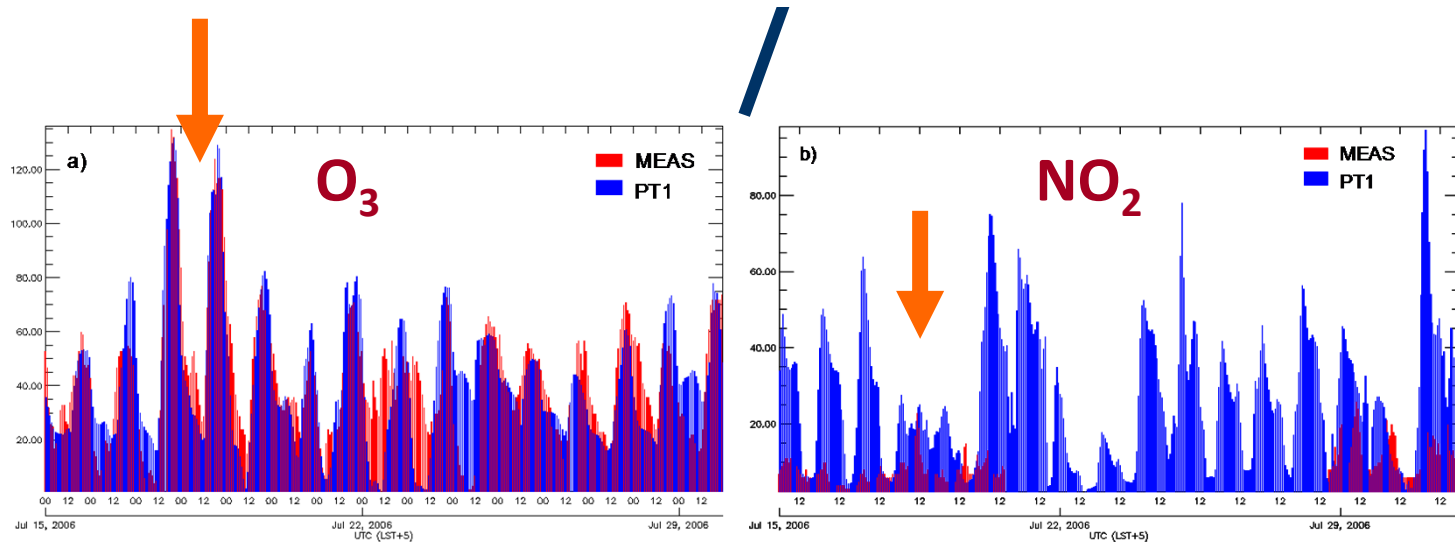 a)
O3
MEAS
PT1
120.00
100.00
80.00
60.00
40.00
20.00
00 12 00 12 00 12 00 12 00 12 00 12 00 12 00 12 00 12 00 12 00 12 00 12 00 12 00 12 00 12
Jul 15, 2006 Jul 22, 2006 Jul 29, 2006
UTC (LST+5)
b)
NO2
MEAS
PT1
80.00
60.00
40.00
20.00
12 12 12 12 12 12 12 12 12 12 12 12 12 12 12 12 12
Jul 15, 2006 Jul 22, 2006 Jul 29, 2006
UTC (LST+5)